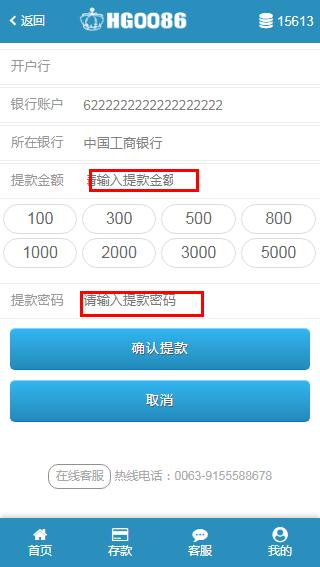 返回 HG0086 15613
开户行
银行账户 6222222222222222222
所在银行 中国工商银行
提款金额 请输入提款金额
100 300 500 800
1000 2000 3000 5000
提款密码 请输入提款密码
确认提款
取消
在线客服 热线电话：0063-9155588678
首页 存款 客服 我的